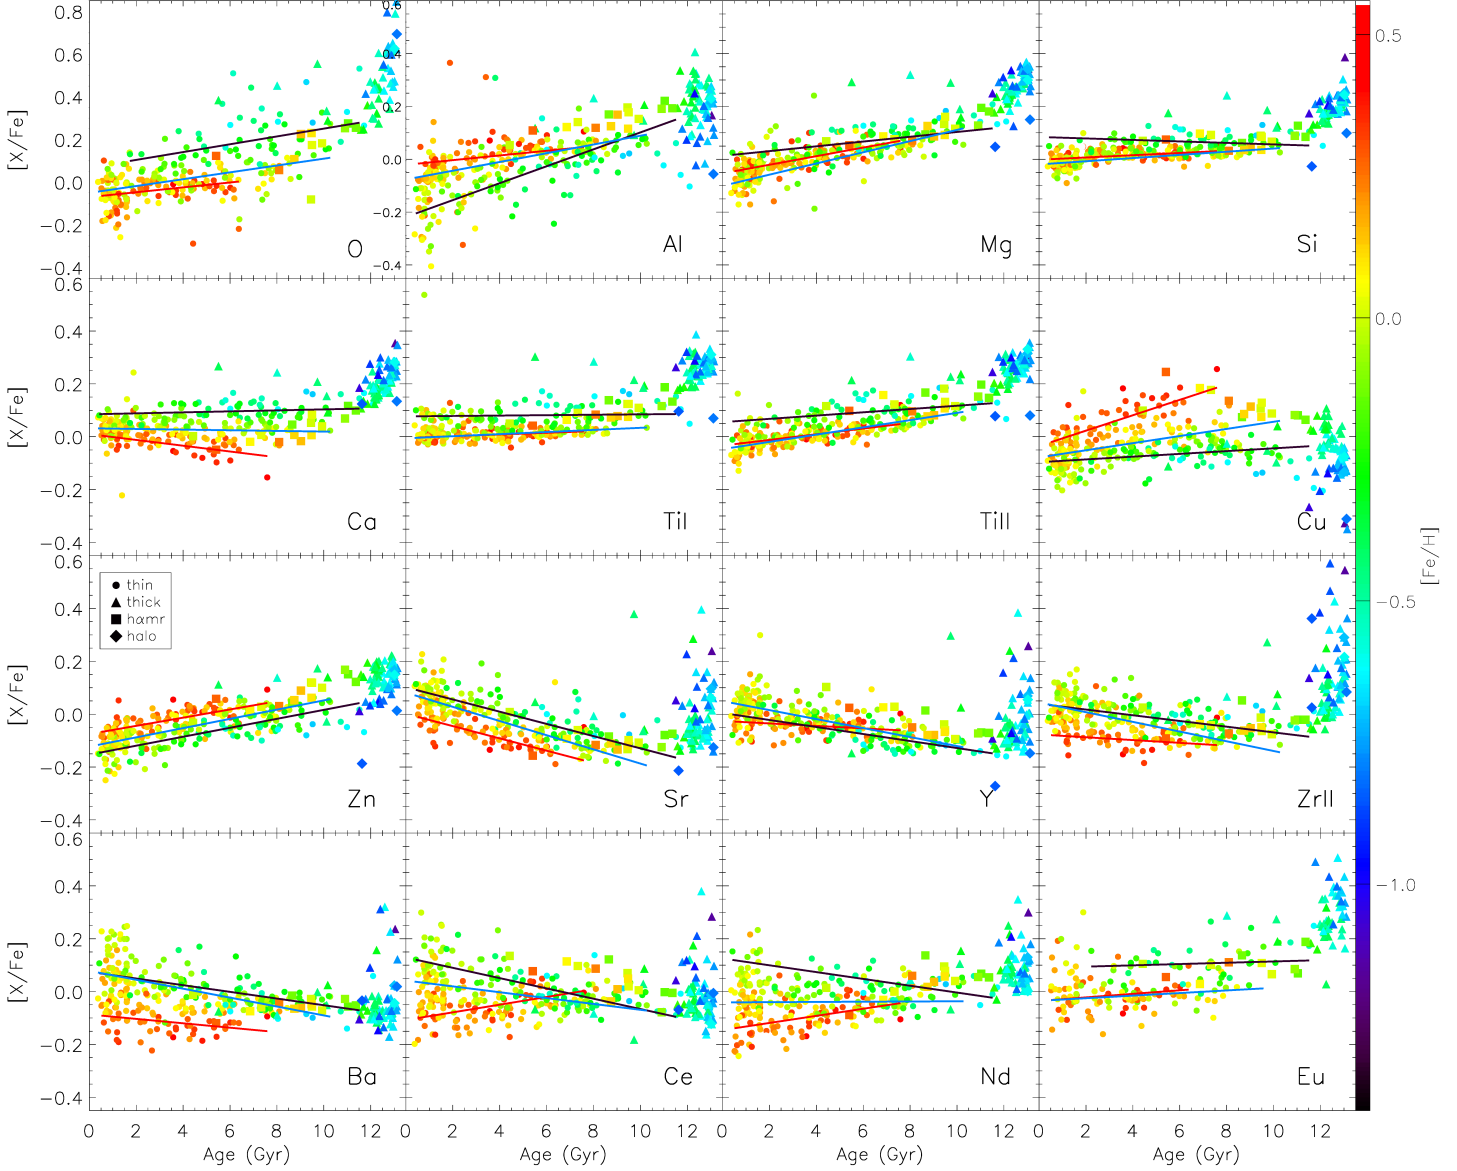 0.8
0.6
0.4
0.2
0.0
−0.2
−0.4
[X/Fe]
O
0.6
0.4
0.2
0.0
−0.2
−0.4
Al
Mg
Si
0.6
0.4
0.2
0.0
−0.2
−0.4
[X/Fe]
Ca
TiI
TiII
Cu
0.6
0.4
0.2
0.0
−0.2
−0.4
[X/Fe]
thin
thick
hαmr
halo
Zn
Sr
Y
ZrII
0.6
0.4
0.2
0.0
−0.2
−0.4
[X/Fe]
Ba
Ce
Nd
Eu
0 2 4 6 8 10 12
0 2 4 6 8 10 12
0 2 4 6 8 10 12
0 2 4 6 8 10 12
Age (Gyr)
Age (Gyr)
Age (Gyr)
Age (Gyr)
0.5
0.0
−0.5
−1.0
[Fe/H]